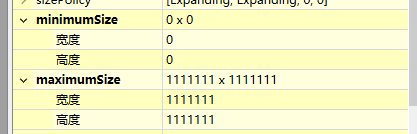 sizePolicy [Expanding, Expanding, 0, 0]
minimumSize 0 x 0
宽度 0
高度 0
maximumSize 1111111 x 1111111
宽度 1111111
高度 1111111